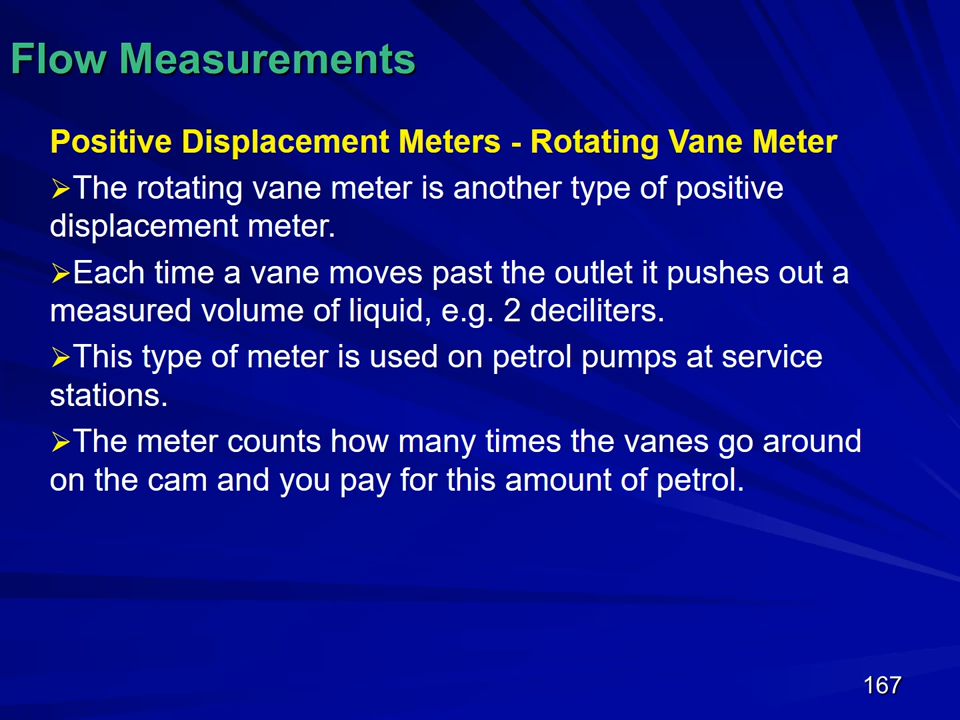 Flow Measurements
Positive Displacement Meters - Rotating Vane Meter
➢The rotating vane meter is another type of positive
displacement meter.
➢Each time a vane moves past the outlet it pushes out a
measured volume of liquid, e.g. 2 deciliters.
➢This type of meter is used on petrol pumps at service
stations.
➢The meter counts how many times the vanes go around
on the cam and you pay for this amount of petrol.
167